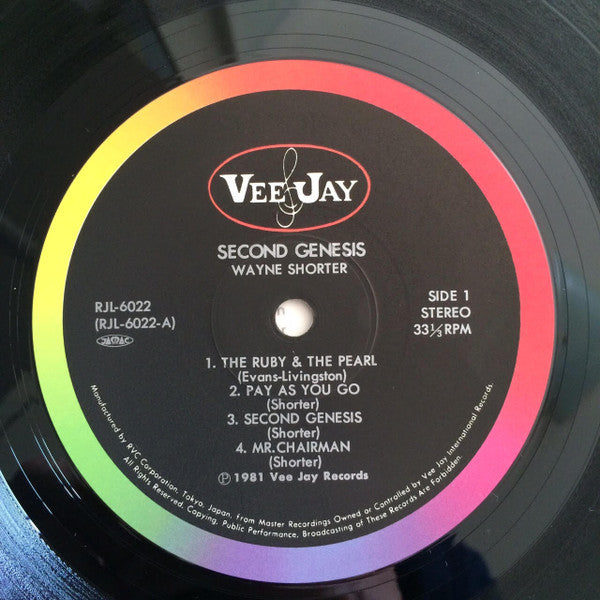 VEE JAY
SECOND GENESIS
WAYNE SHORTER
RJL-6022
(RJL-6022-A)
JASRAC
SIDE 1
STEREO
33⅓RPM
1. THE RUBY & THE PEARL
(Evans-Livingston)
2. PAY AS YOU GO
(Shorter)
3. SECOND GENESIS
(Shorter)
4. MR.CHAIRMAN
(Shorter)
Ⓟ 1981 Vee Jay Records
Manufactured by RVC Corporation, Tokyo, Japan, from Master Recordings Owned or Controlled by Vee Jay International Records.
All Rights Reserved. Copying, Public Performance, Broadcasting of These Records Are Forbidden.